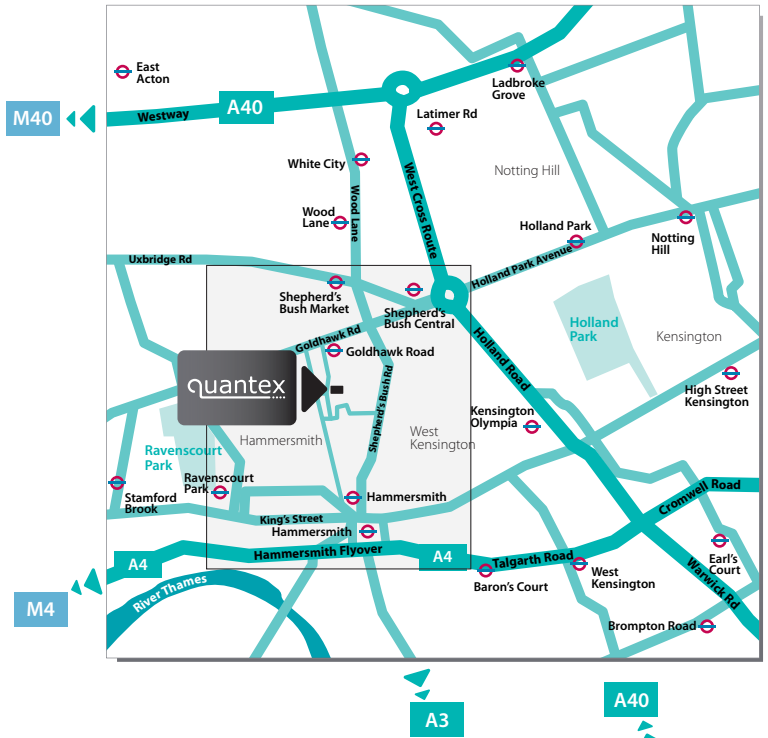 East
Acton
Ladbroke
Grove
M40
Westway
A40
Latimer Rd
White City
West Cross Route
Notting Hill
Wood Lane
Wood
Lane
Holland Park
Notting
Hill
Uxbridge Rd
Holland Park Avenue
Shepherd's
Bush Market
Shepherd's
Bush Central
Holland
Park
Kensington
Goldhawk Rd
Goldhawk Road
Holland Road
quantex
Shepherd's Bush Rd
High Street
Kensington
Kensington
Olympia
Hammersmith
West
Kensington
Ravenscourt
Park
Ravenscourt
Park
Stamford
Brook
Hammersmith
Cromwell Road
King's Street
Hammersmith
Hammersmith Flyover
A4
A4
Talgarth Road
Earl's
Court
Baron's Court
West
Kensington
Warwick Rd
River Thames
M4
Brompton Road
A3
A40